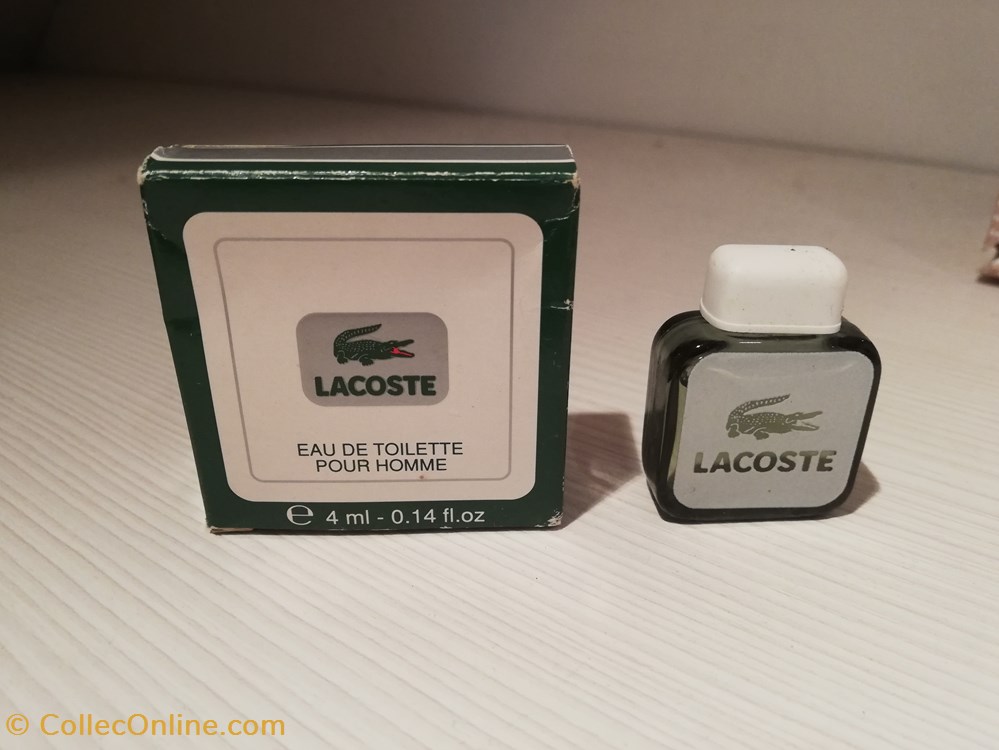 LACOSTE
EAU DE TOILETTE
POUR HOMME
℮ 4 ml - 0.14 fl.oz
LACOSTE
© CollecOnline.com